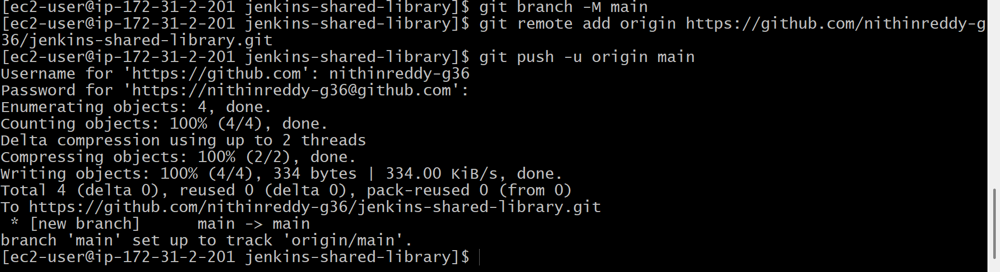 [ec2-user@ip-172-31-2-201 jenkins-shared-library]$ git branch -M main
[ec2-user@ip-172-31-2-201 jenkins-shared-library]$ git remote add origin https://github.com/nithinreddy-g
36/jenkins-shared-library.git
[ec2-user@ip-172-31-2-201 jenkins-shared-library]$ git push -u origin main
Username for 'https://github.com': nithinreddy-g36
Password for 'https://nithinreddy-g36@github.com':
Enumerating objects: 4, done.
Counting objects: 100% (4/4), done.
Delta compression using up to 2 threads
Compressing objects: 100% (2/2), done.
Writing objects: 100% (4/4), 334 bytes | 334.00 KiB/s, done.
Total 4 (delta 0), reused 0 (delta 0), pack-reused 0 (from 0)
To https://github.com/nithinreddy-g36/jenkins-shared-library.git
 * [new branch]      main -> main
branch 'main' set up to track 'origin/main'.
[ec2-user@ip-172-31-2-201 jenkins-shared-library]$